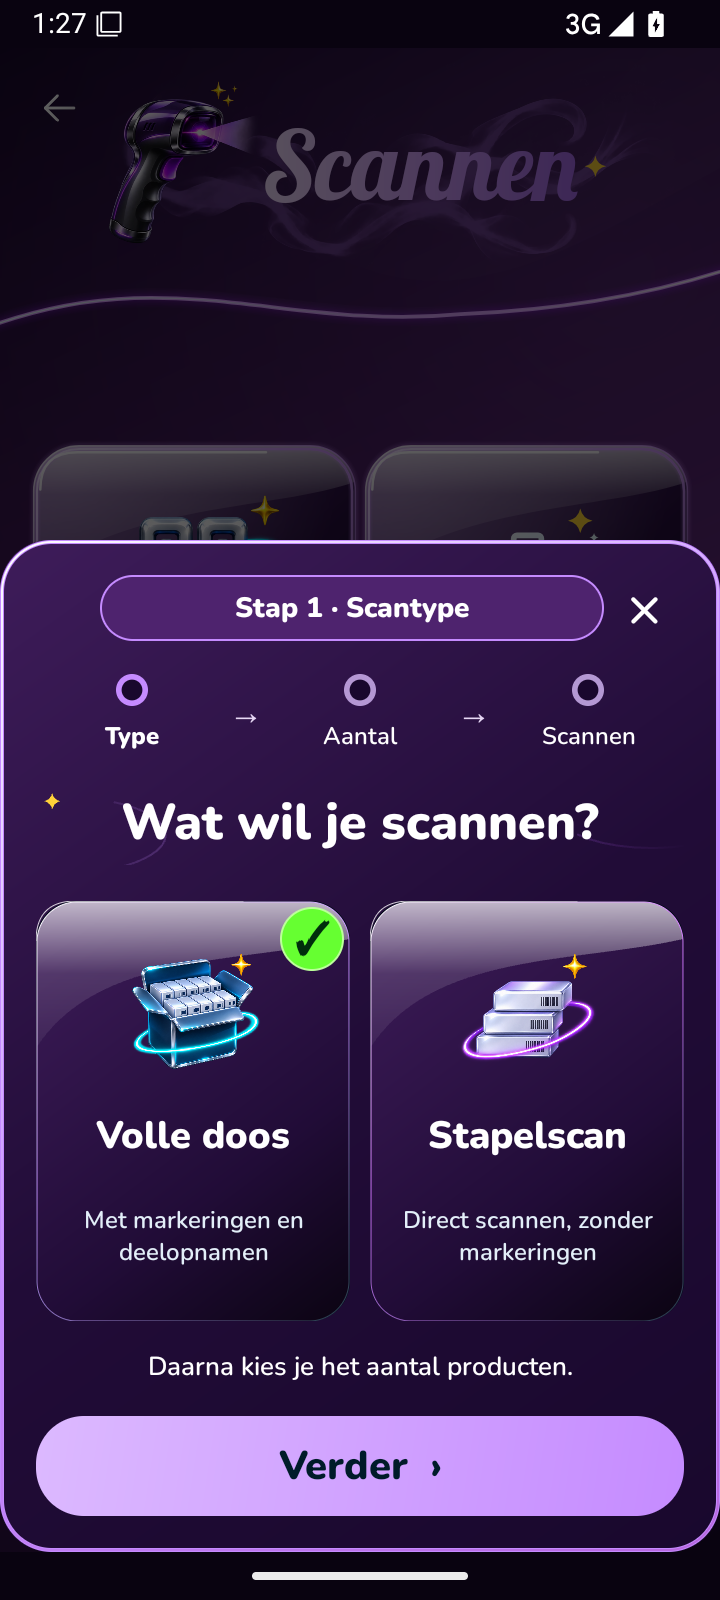 1:27
3G
Scannen
Stap 1 · Scantype
Type
→
Aantal
→
Scannen
Wat wil je scannen?
Volle doos
Met markeringen en
deelopnamen
Stapelscan
Direct scannen, zonder
markeringen
Daarna kies je het aantal producten.
Verder ›